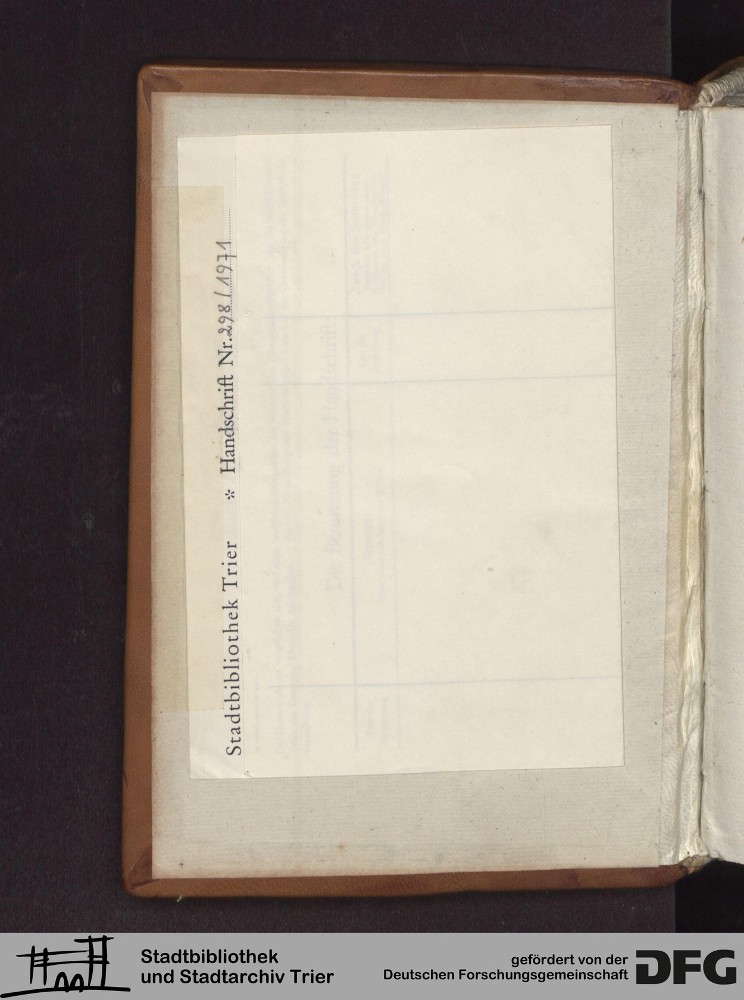 Stadtbibliothek Trier * Handschrift Nr. 298/1971
Stadtbibliothek
und Stadtarchiv Trier
gefördert von der
Deutschen Forschungsgemeinschaft
DFG